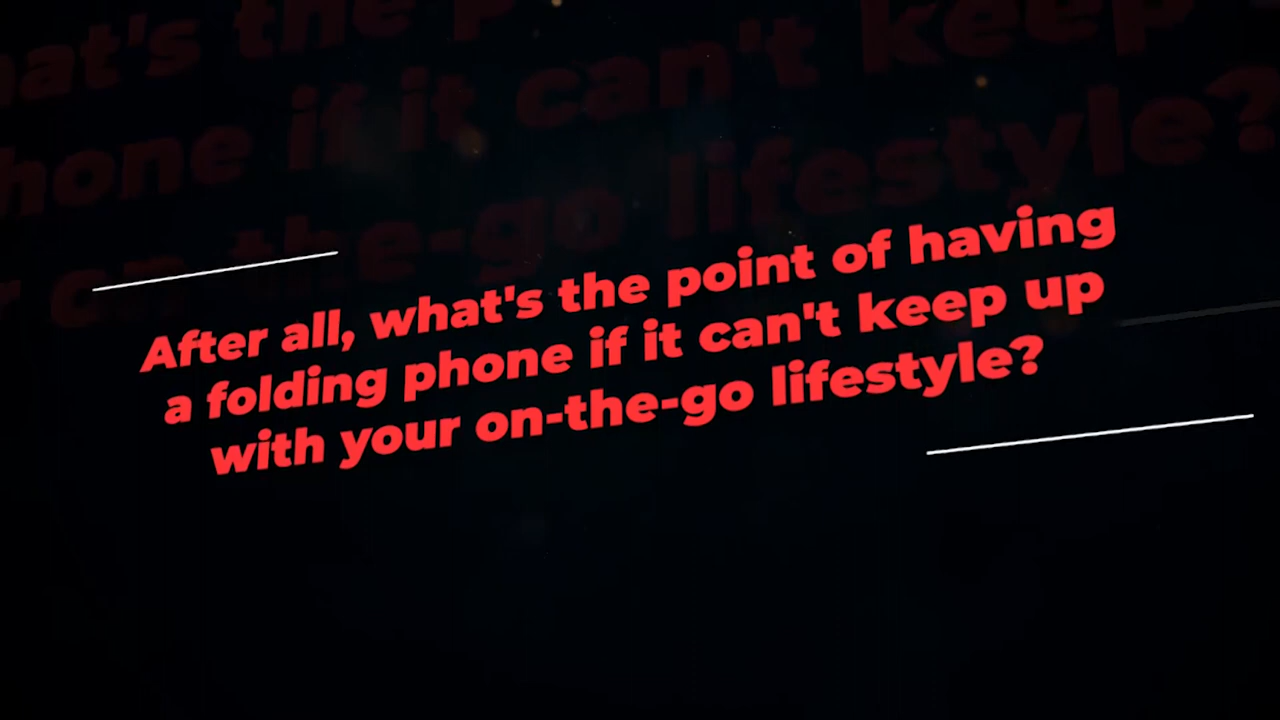 After all, what's the point of having
a folding phone if it can't keep up
with your on-the-go lifestyle?